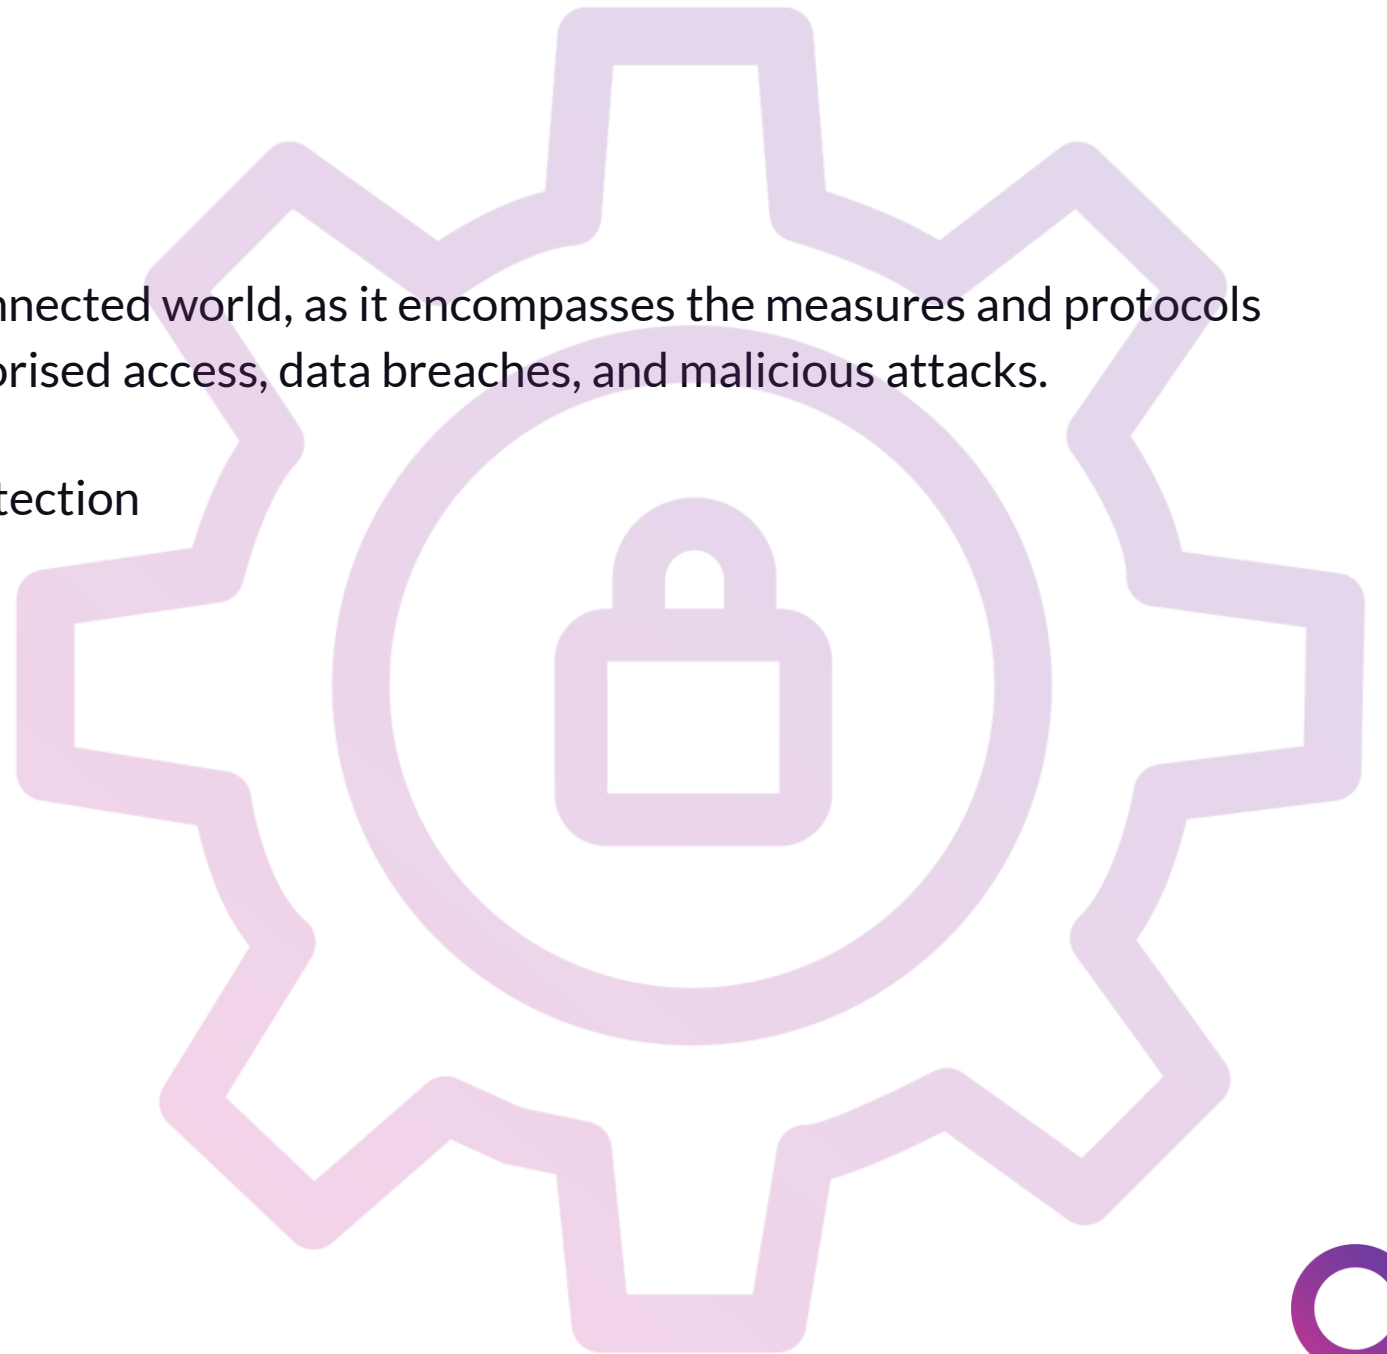 nnected world, as it encompasses the measures and protocols
orised access, data breaches, and malicious attacks.
tection